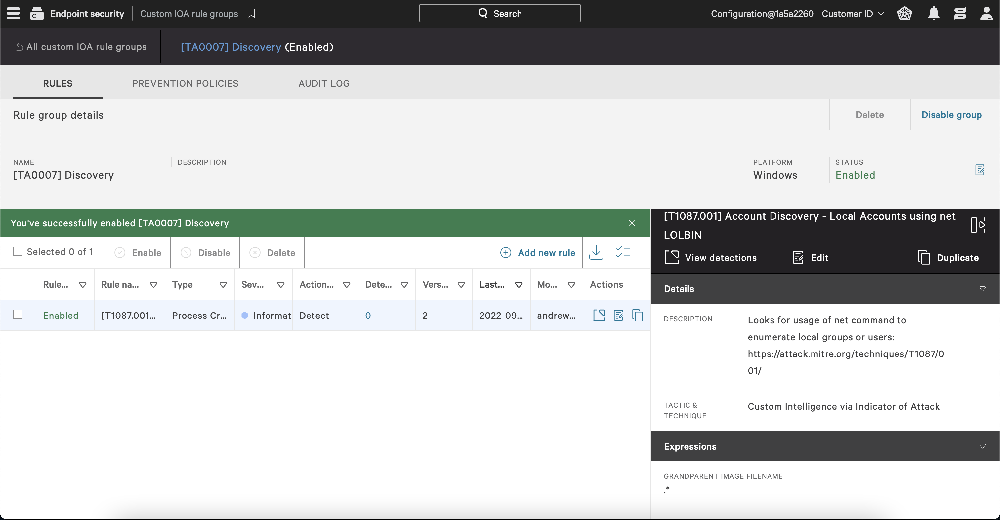 Endpoint security
Custom IOA rule groups
Search
Configuration@1a5a2260
Customer ID
All custom IOA rule groups
[TA0007] Discovery (Enabled)
RULES
PREVENTION POLICIES
AUDIT LOG
Rule group details
Delete
Disable group
NAME
[TA0007] Discovery
DESCRIPTION
PLATFORM
Windows
STATUS
Enabled
You've successfully enabled [TA0007] Discovery
Selected 0 of 1
Enable
Disable
Delete
Add new rule
Rule...
Rule na...
Type
Sev...
Action...
Dete...
Vers...
Last...
Mo...
Actions
Enabled
[T1087.001...
Process Cr...
Informat
Detect
0
2
2022-09...
andrew...
[T1087.001] Account Discovery - Local Accounts using net
LOLBIN
View detections
Edit
Duplicate
Details
DESCRIPTION
Looks for usage of net command to
enumerate local groups or users:
https://attack.mitre.org/techniques/T1087/0
01/
TACTIC &
TECHNIQUE
Custom Intelligence via Indicator of Attack
Expressions
GRANDPARENT IMAGE FILENAME
.*